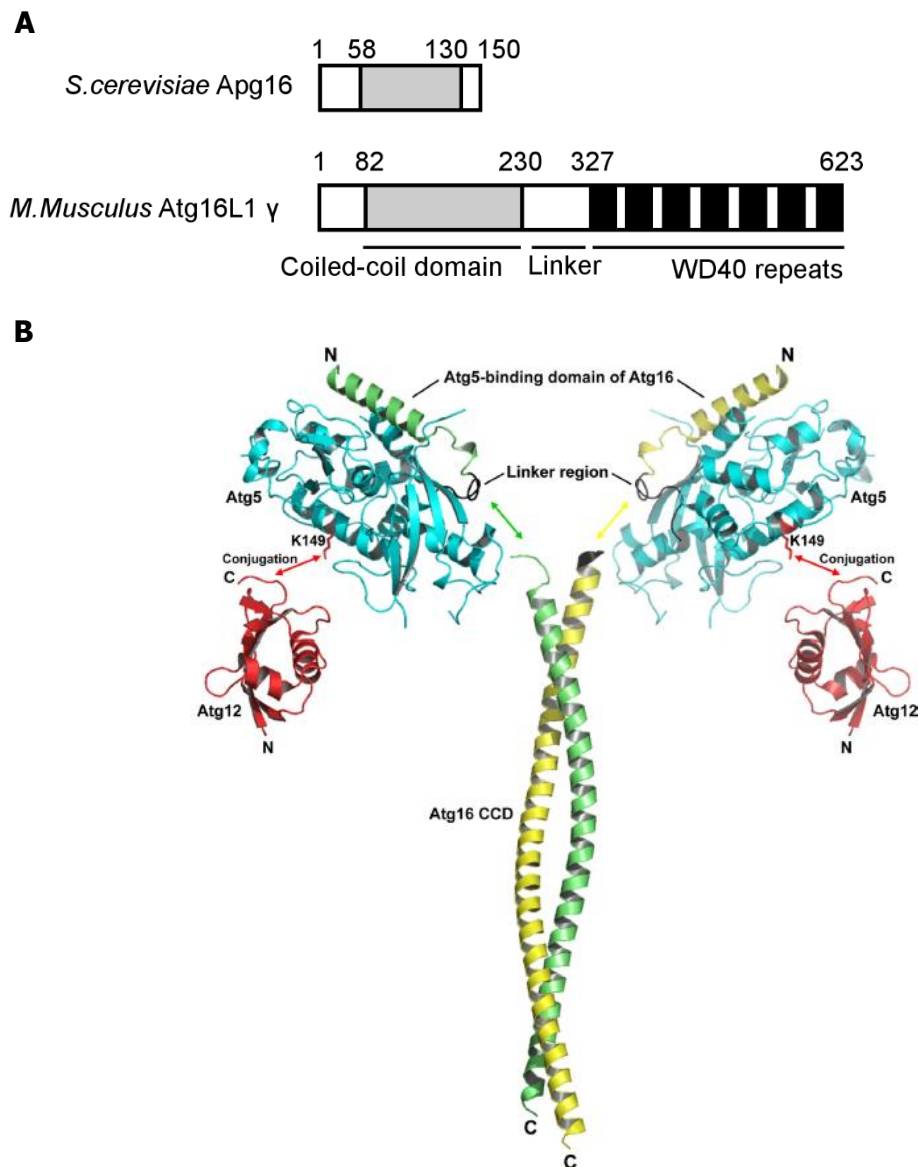 A
1 58 130 150
S.cerevisiae Apg16
1 82 230 327 623
M.Musculus Atg16L1 γ
Coiled-coil domain Linker WD40 repeats
B
N N
Atg5-binding domain of Atg16
Linker region
Atg5 Atg5
K149 K149
Conjugation Conjugation
C C
Atg12 Atg12
N N
Atg16 CCD
C
C